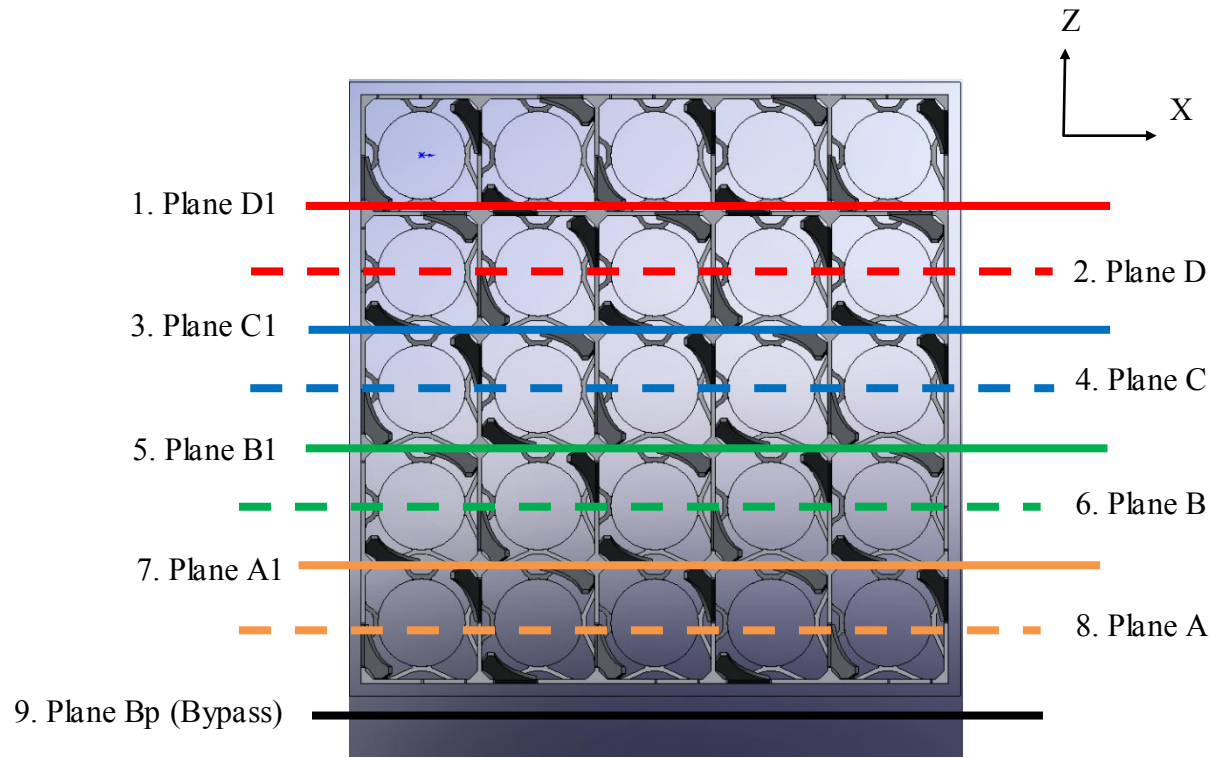 Z
X
1. Plane D1
2. Plane D
3. Plane C1
4. Plane C
5. Plane B1
6. Plane B
7. Plane A1
8. Plane A
9. Plane Bp (Bypass)